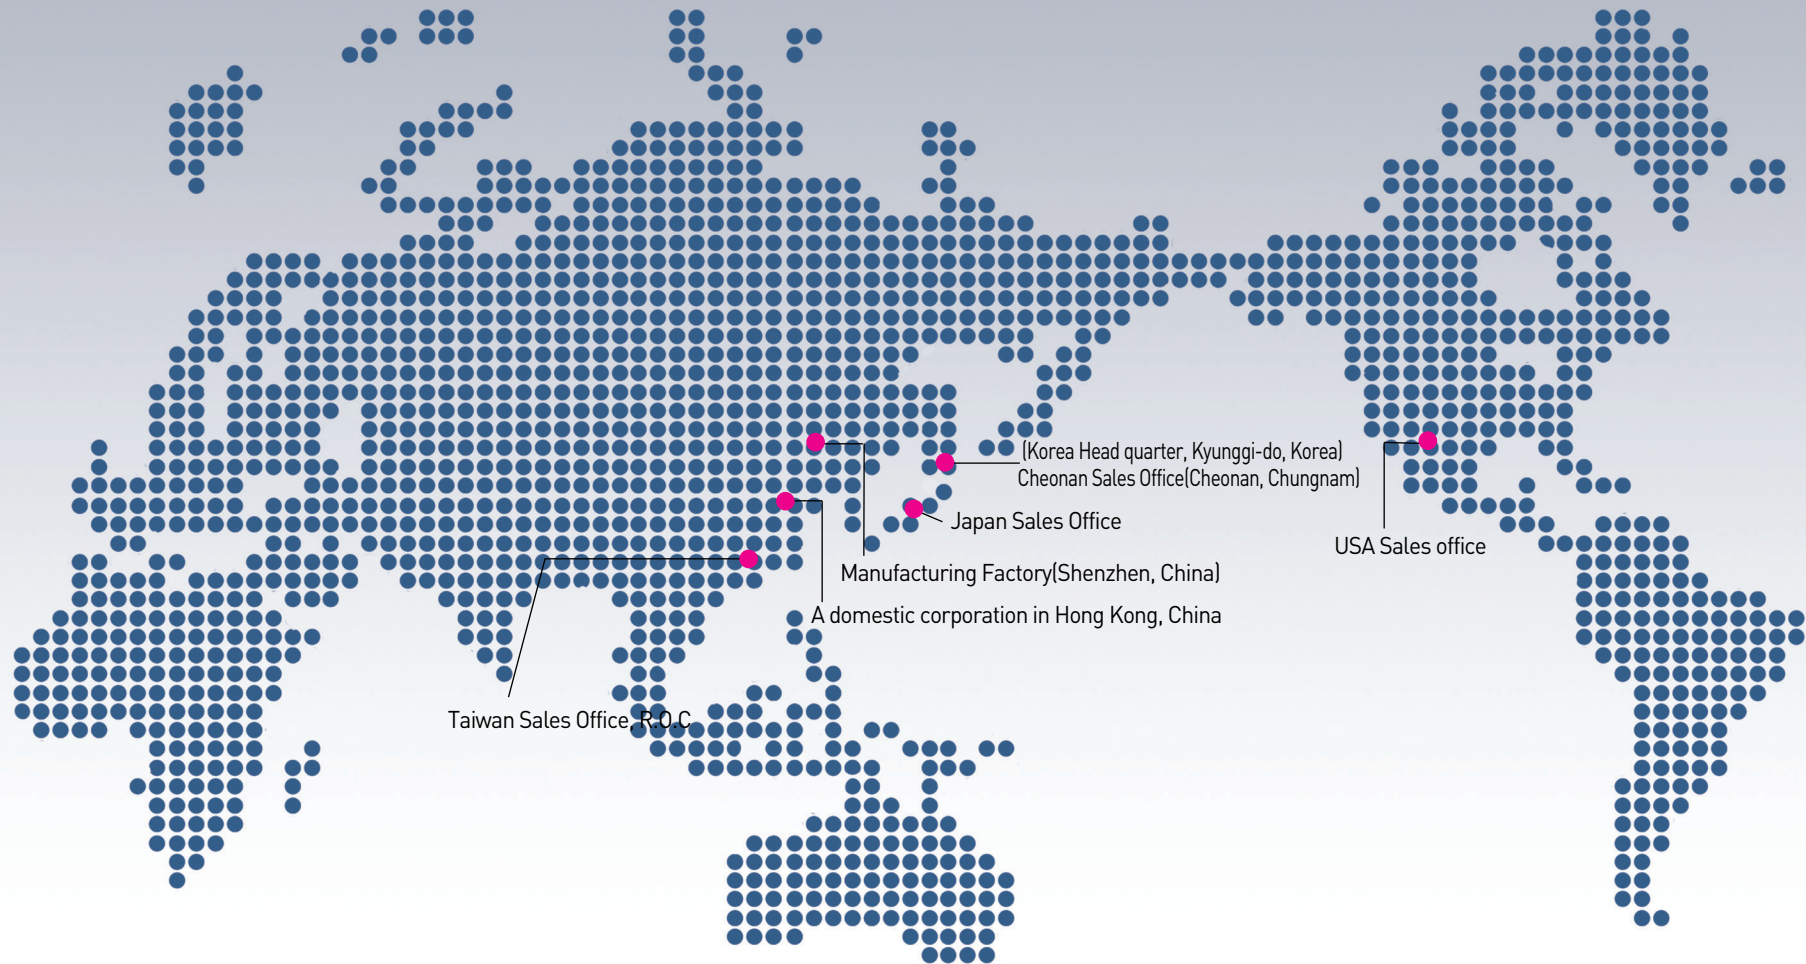 (Korea Head quarter, Kyunggi-do, Korea)
Cheonan Sales Office(Cheonan, Chungnam)
Japan Sales Office
USA Sales office
Manufacturing Factory(Shenzhen, China)
A domestic corporation in Hong Kong, China
Taiwan Sales Office, R.O.C